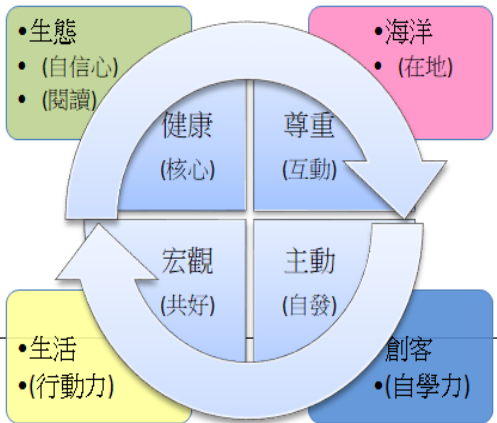 •生態
• (自信心)
• (閱讀)
•海洋
• (在地)
健康
(核心)
尊重
(互動)
宏觀
(共好)
主動
(自發)
•生活
•(行動力)
創客
•(自學力)